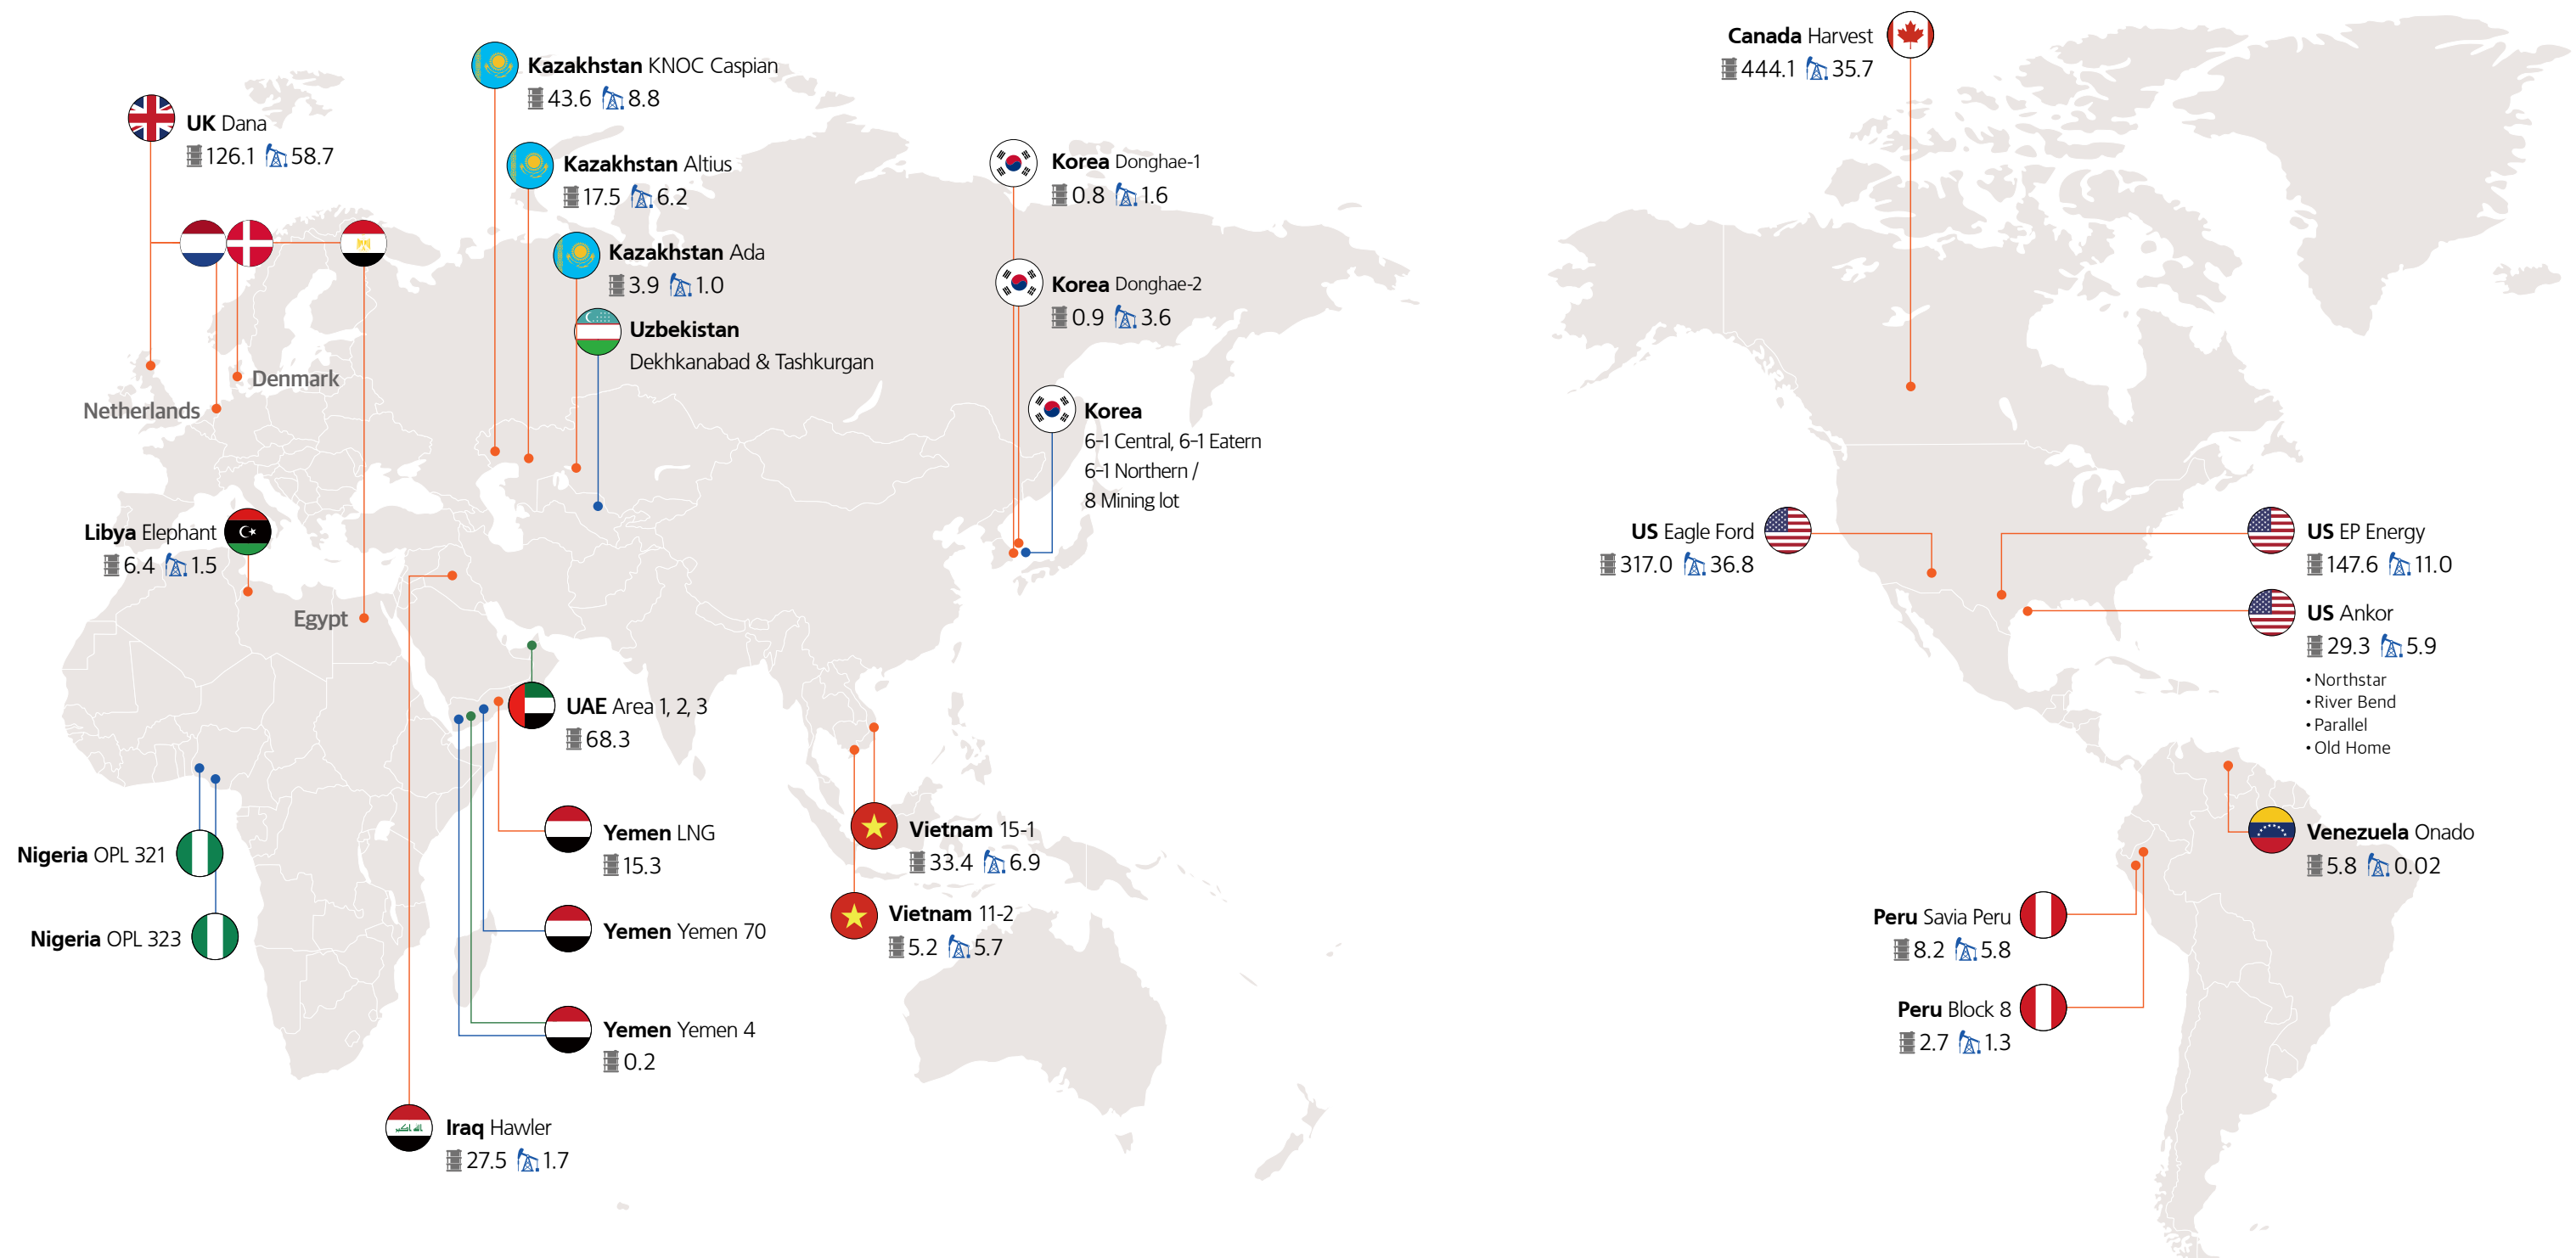 Kazakhstan KNOC Caspian
43.6 8.8
UK Dana
126.1 58.7
Kazakhstan Altius
17.5 6.2
Kazakhstan Ada
3.9 1.0
Uzbekistan
Dekhkanabad & Tashkurgan
Denmark
Netherlands
Libya Elephant
6.4 1.5
Egypt
Korea Donghae-1
0.8 1.6
Korea Donghae-2
0.9 3.6
Korea
6-1 Central, 6-1 Eatern
6-1 Northern /
8 Mining lot
UAE Area 1, 2, 3
68.3
Nigeria OPL 321
Nigeria OPL 323
Yemen LNG
15.3
Yemen Yemen 70
Yemen Yemen 4
0.2
Iraq Hawler
27.5 1.7
Vietnam 15-1
33.4 6.9
Vietnam 11-2
5.2 5.7
Canada Harvest
444.1 35.7
US Eagle Ford
317.0 36.8
US EP Energy
147.6 11.0
US Ankor
29.3 5.9
• Northstar
• River Bend
• Parallel
• Old Home
Venezuela Onado
5.8 0.02
Peru Savia Peru
8.2 5.8
Peru Block 8
2.7 1.3